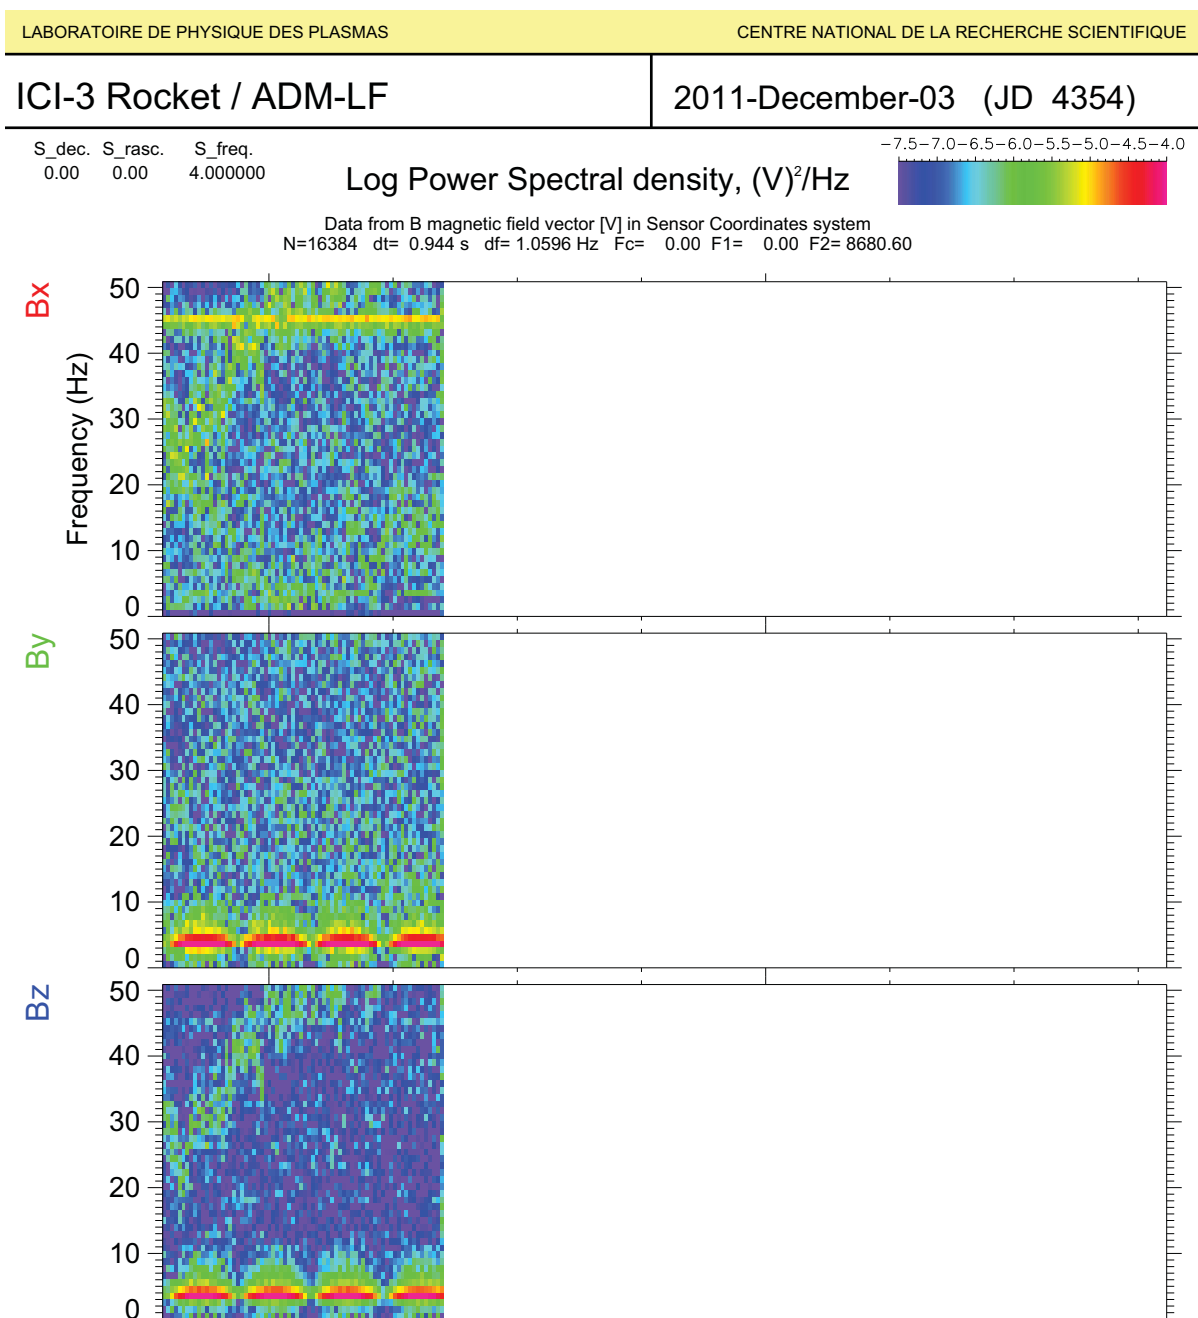 LABORATOIRE DE PHYSIQUE DES PLASMAS CENTRE NATIONAL DE LA RECHERCHE SCIENTIFIQUE
ICI-3 Rocket / ADM-LF 2011-December-03 (JD 4354)
S_dec. S_rasc. S_freq.
0.00 0.00 4.000000
Log Power Spectral density, (V)²/Hz
-7.5-7.0-6.5-6.0-5.5-5.0-4.5-4.0
Data from B magnetic field vector [V] in Sensor Coordinates system
N=16384 dt= 0.944 s df= 1.0596 Hz Fc= 0.00 F1= 0.00 F2= 8680.60
Bx
Frequency (Hz)
50
40
30
20
10
0
By
50
40
30
20
10
0
Bz
50
40
30
20
10
0